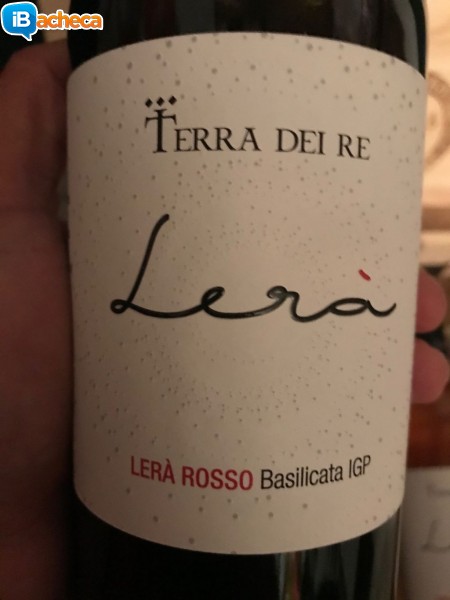 iBacheca
TERRA DEI RE
Lerà
LERÀ ROSSO Basilicata IGP